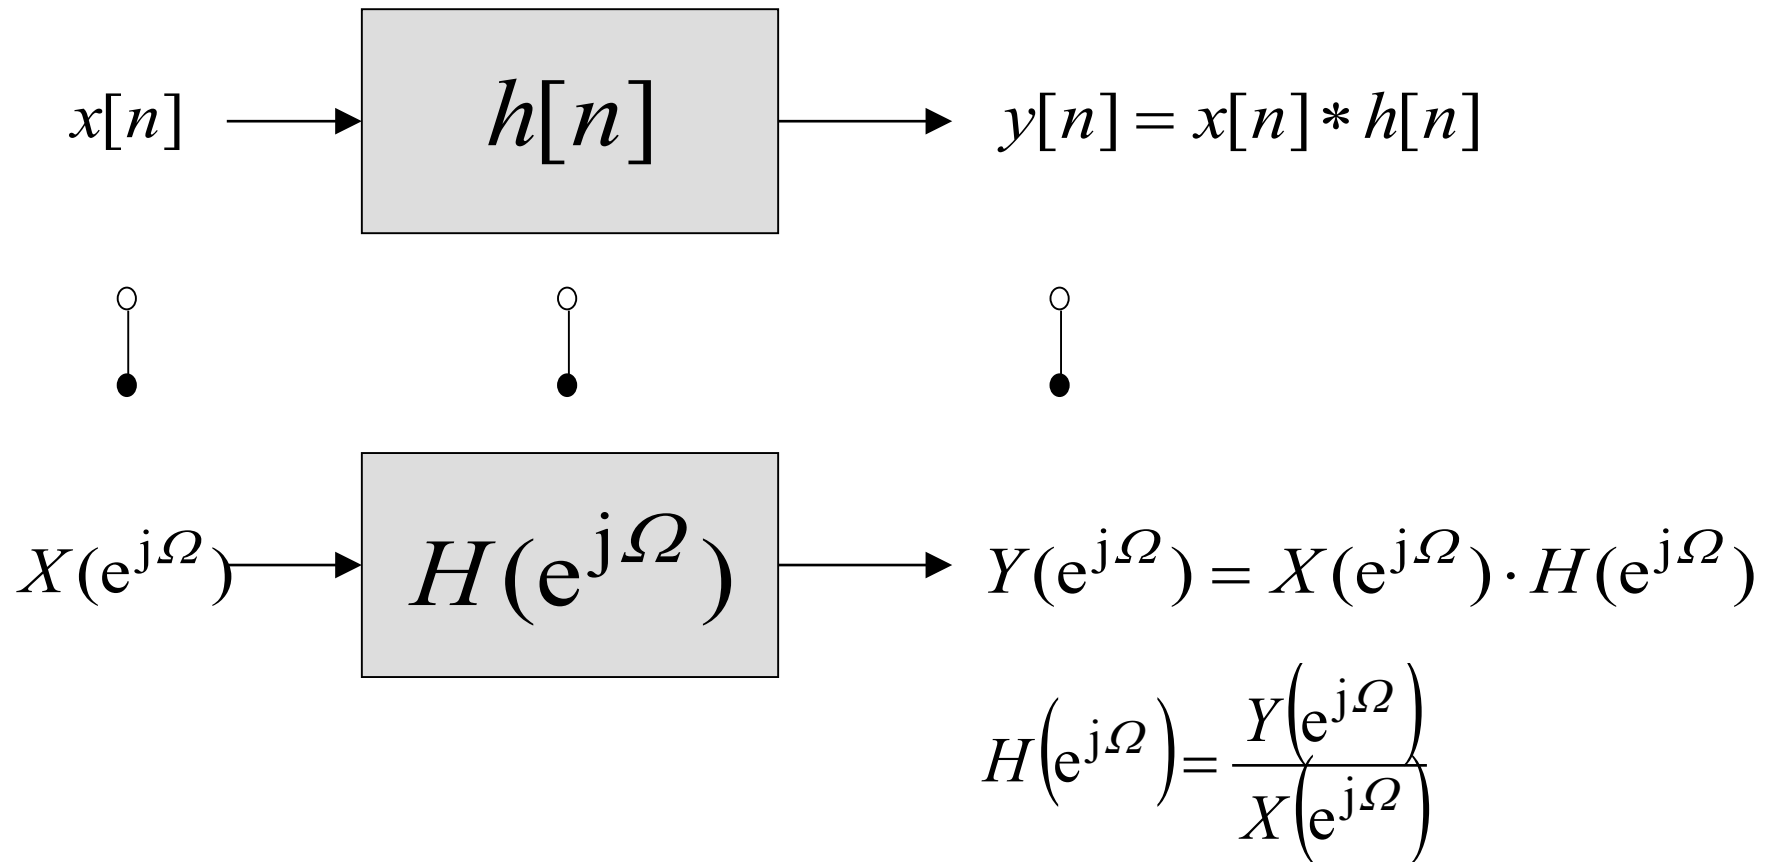 x[n] h[n] y[n] = x[n] * h[n]
X(e^{jΩ}) H(e^{jΩ}) Y(e^{jΩ}) = X(e^{jΩ}) · H(e^{jΩ})
H(e^{jΩ}) = Y(e^{jΩ}) / X(e^{jΩ})